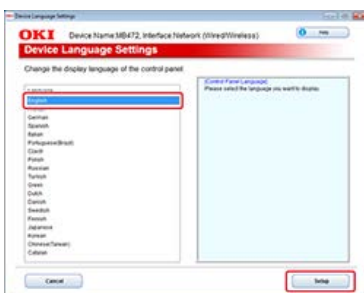 Device Language Settings
OKI Device Name:MB472, Interface:Network (Wired/Wireless)
Device Language Settings
Change the display language of the control panel.
Language
[Control Panel Language]
Please select the language you want to display.
English
German
Spanish
Italian
Portuguese(Brazil)
Czech
Polish
Russian
Turkish
Greek
Dutch
Danish
Swedish
Finnish
Japanese
Korean
Chinese(Taiwan)
Catalan
Cancel
Setup